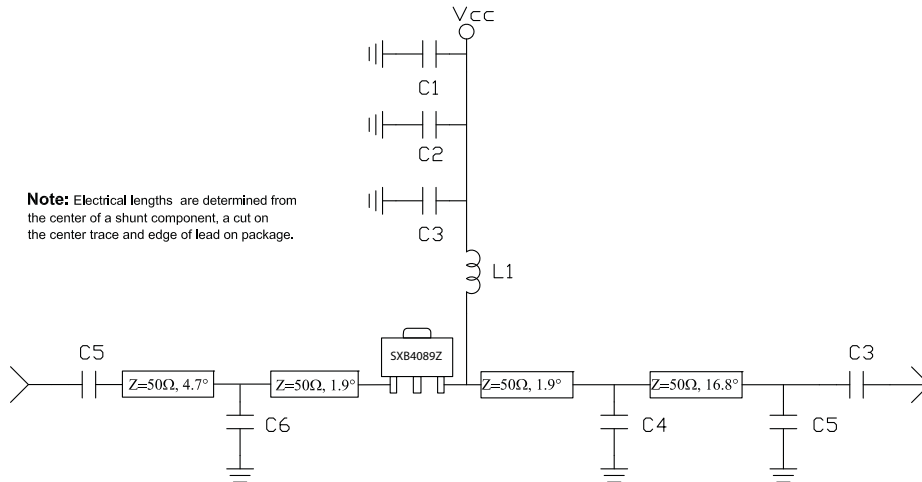 Vcc
C1
C2
C3
Note: Electrical lengths are determined from
the center of a shunt component, a cut on
the center trace and edge of lead on package.
L1
SXB4089Z
C5
C3
Z=50Ω, 4.7°
Z=50Ω, 1.9°
Z=50Ω, 1.9°
Z=50Ω, 16.8°
C6
C4
C5